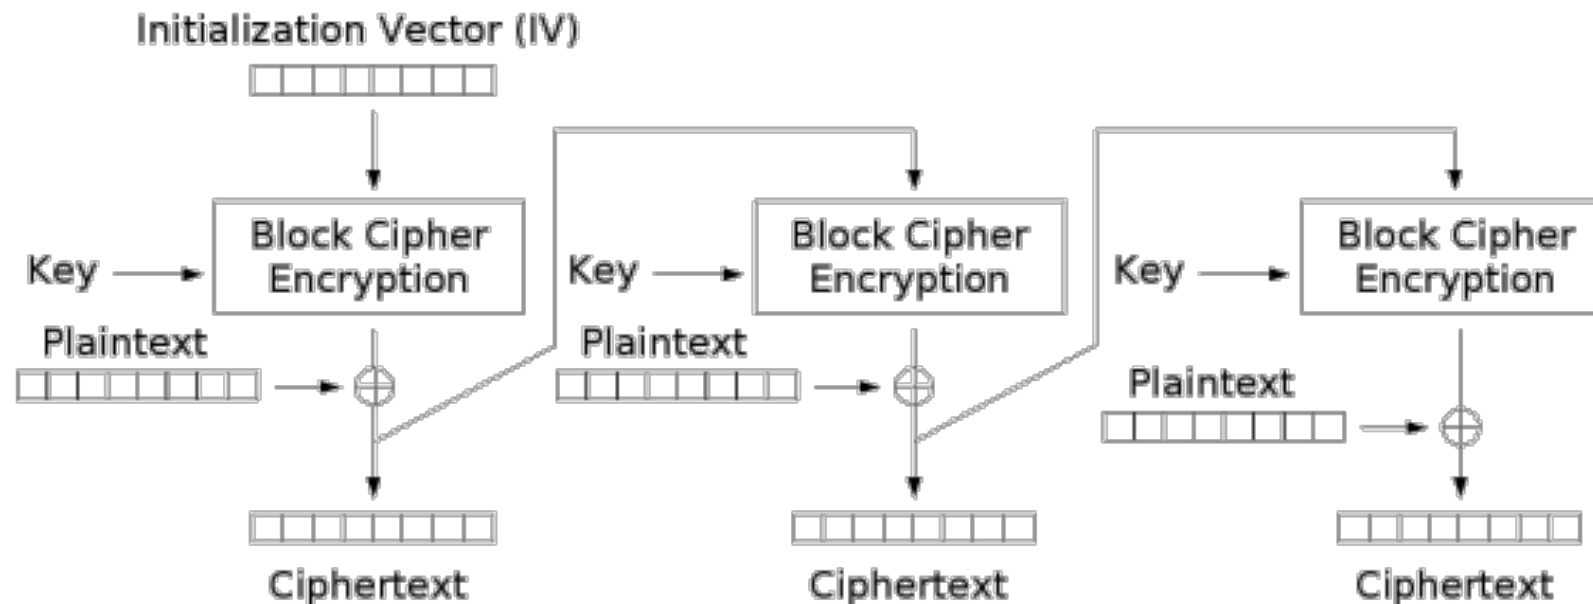 Initialization Vector (IV)
Block Cipher
Encryption
Key
Plaintext
Ciphertext
Block Cipher
Encryption
Key
Plaintext
Ciphertext
Block Cipher
Encryption
Key
Plaintext
Ciphertext